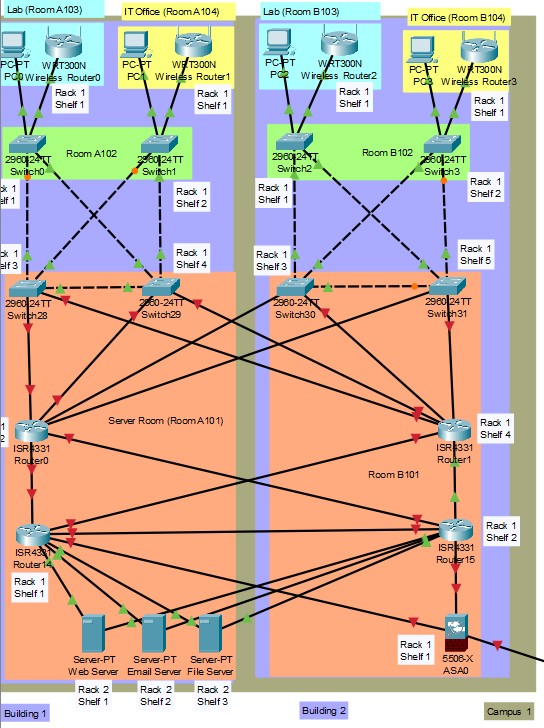 Lab (Room A103)
IT Office (Room A104)
Lab (Room B103)
IT Office (Room B104)
PC-PT
PC0
WRT300N
Wireless Router0
PC-PT
PC1
WRT300N
Wireless Router1
PC-PT
PC2
WRT300N
Wireless Router2
PC-PT
PC3
WRT300N
Wireless Router3
Rack 1
Shelf 1
Rack 1
Shelf 1
Rack 1
Shelf 1
Rack 1
Shelf 1
Room A102
Room B102
2960-24TT
Switch0
2960-24TT
Switch1
2960-24TT
Switch2
2960-24TT
Switch3
Rack 1
Shelf 2
Rack 1
Shelf 1
Rack 1
Shelf 2
Rack 1
Shelf 4
Rack 1
Shelf 3
Rack 1
Shelf 5
2960-24TT
Switch28
2960-24TT
Switch29
2960-24TT
Switch30
2960-24TT
Switch31
Server Room (Room A101)
ISR4331
Router0
ISR4331
Router1
Rack 1
Shelf 4
Room B101
ISR4331
Router14
ISR4331
Router15
Rack 1
Shelf 2
Rack 1
Shelf 1
Server-PT
Web Server
Server-PT
Email Server
Server-PT
File Server
Rack 1
Shelf 1
5506-X
ASA0
Rack 2
Shelf 1
Rack 2
Shelf 2
Rack 2
Shelf 3
Building 1
Building 2
Campus 1